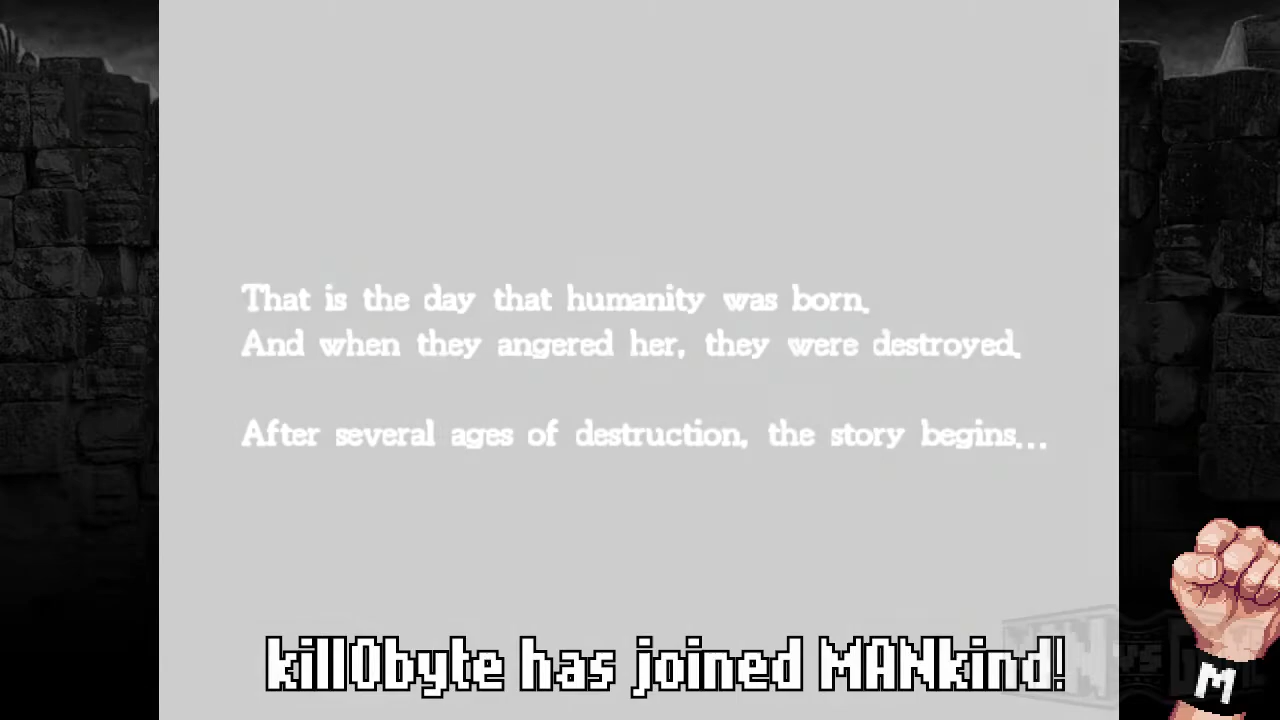 That is the day that humanity was born.
And when they angered her, they were destroyed.
After several ages of destruction, the story begins...
kill0byte has joined MANkind!
VS
M